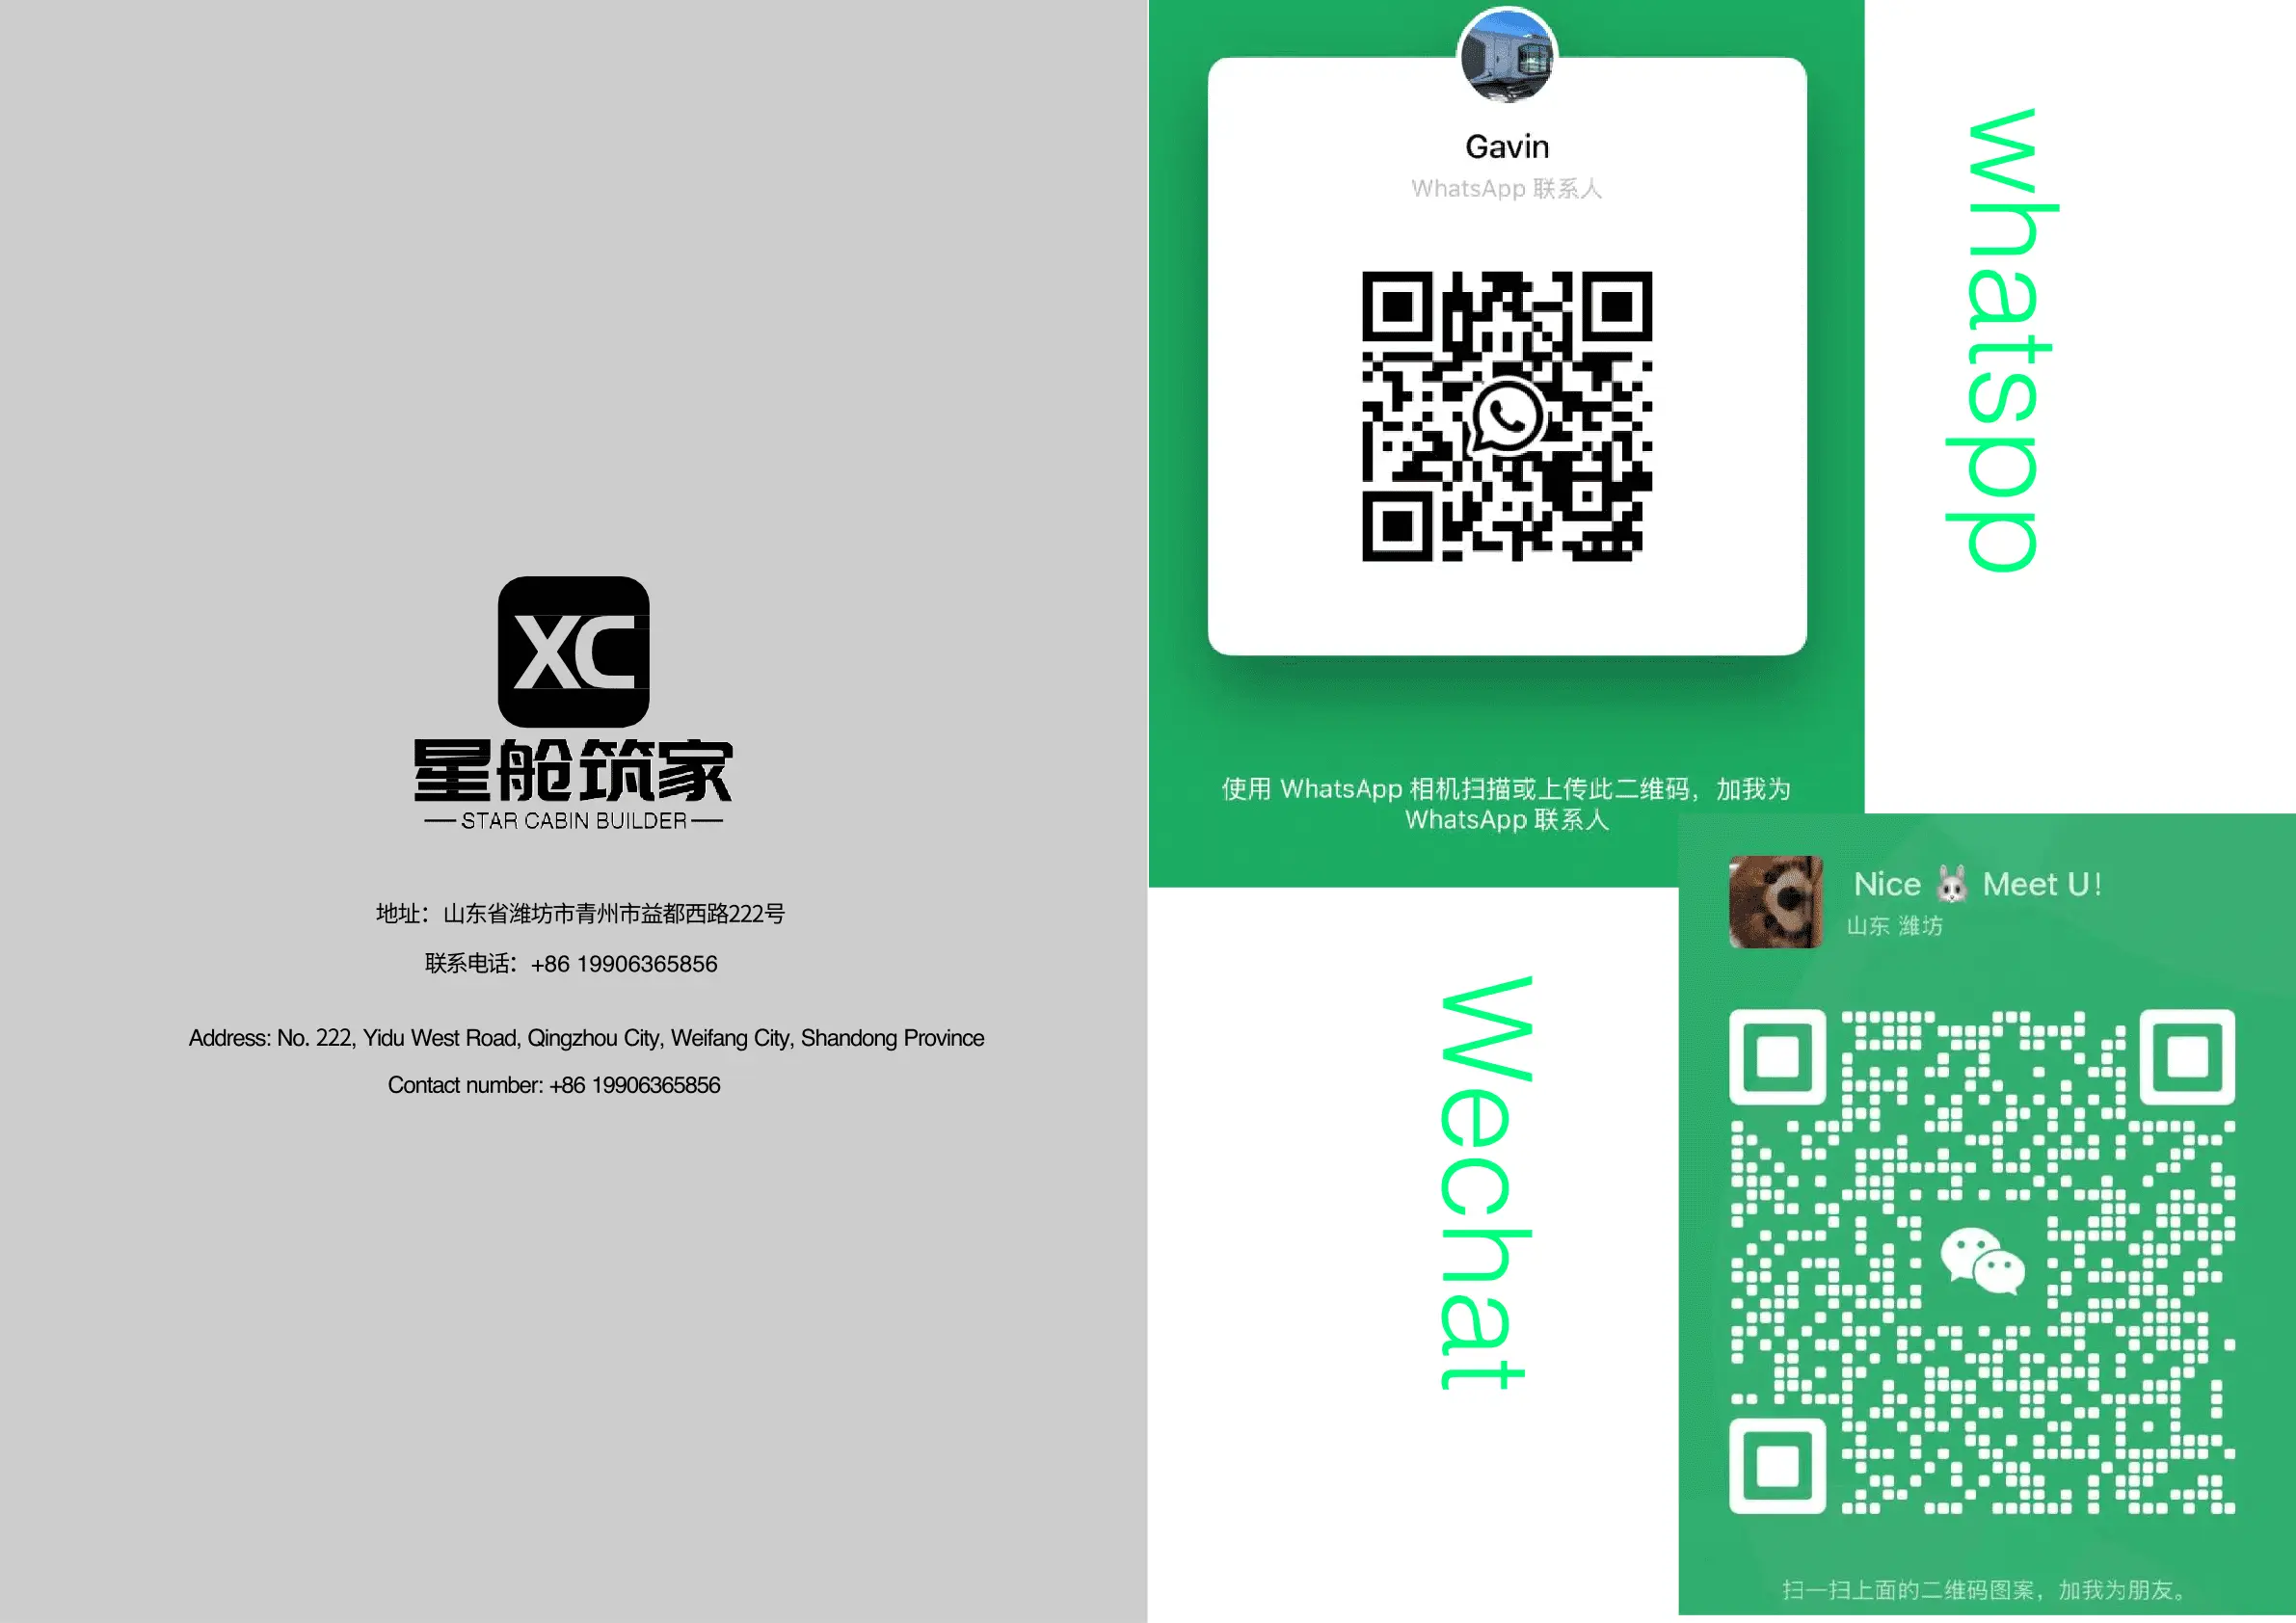 XC
星舱筑家
STAR CABIN BUILDER
地址：山东省潍坊市青州市益都西路222号
联系电话：+86 19906365856
Address: No. 222, Yidu West Road, Qingzhou City, Weifang City, Shandong Province
Contact number: +86 19906365856
Gavin
WhatsApp 联系人
使用 WhatsApp 相机扫描或上传此二维码，加我为
WhatsApp 联系人
whatspp
Nice 🐰 Meet U!
山东 潍坊
Wechat
扫一扫上面的二维码图案，加我为朋友。